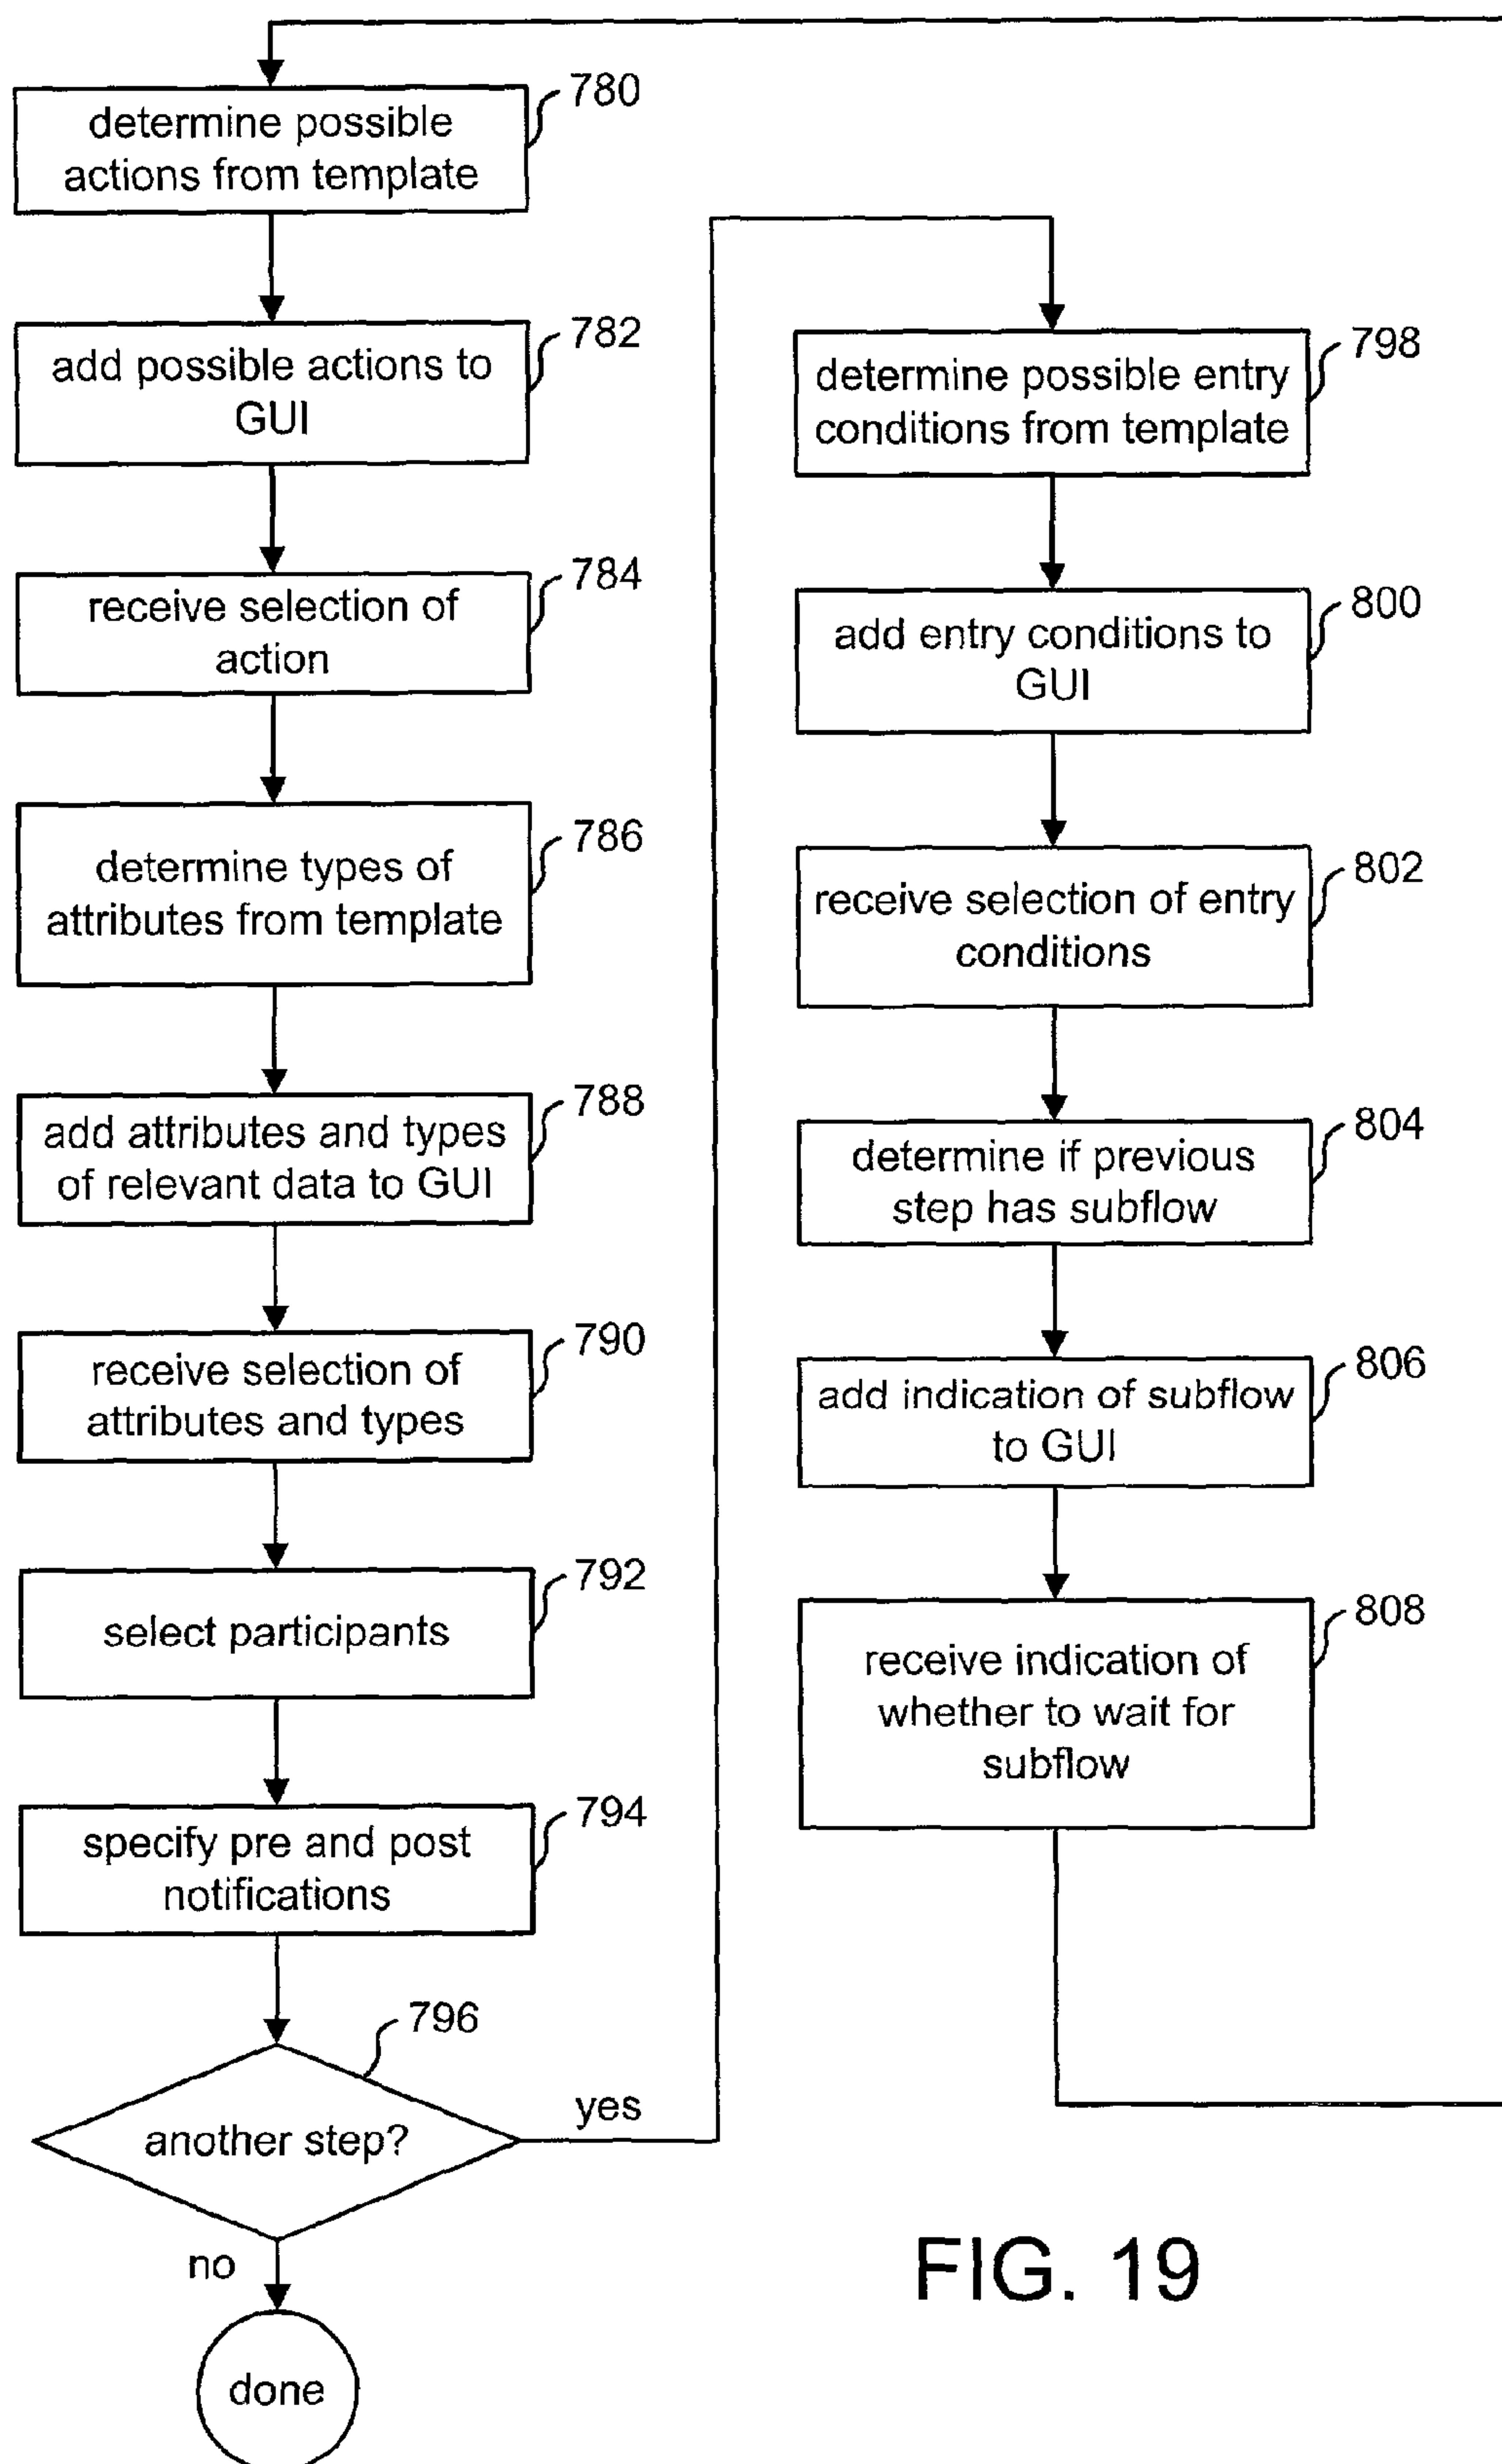 determine possible
actions from template
780
add possible actions to
GUI
782
receive selection of
action
784
determine types of
attributes from template
786
add attributes and types
of relevant data to GUI
788
receive selection of
attributes and types
790
select participants
792
specify pre and post
notifications
794
another step?
796
yes
no
done
determine possible entry
conditions from template
798
add entry conditions to
GUI
800
receive selection of entry
conditions
802
determine if previous
step has subflow
804
add indication of subflow
to GUI
806
receive indication of
whether to wait for
subflow
808
FIG. 19